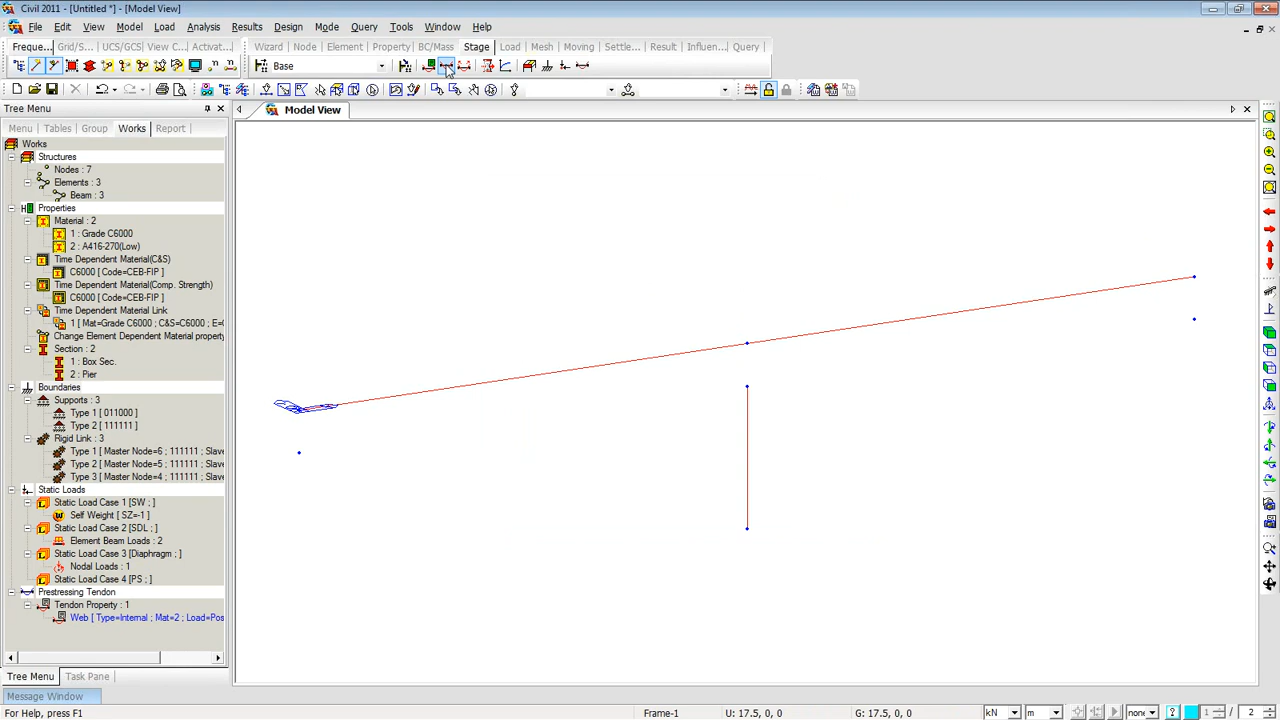 Civil 2011 - [Untitled *] - [Model View]
File Edit View Model Load Analysis Results Design Mode Query Tools Window Help
Freque... Grid/S... UCS/GCS View C... Activat... Wizard Node Element Property BC/Mass Stage Load Mesh Moving Settle... Result Influen... Query
Base
Tree Menu
Model View
Menu Tables Group Works Report
Works
Structures
Nodes : 7
Elements : 3
Beam : 3
Properties
Material : 2
1 : Grade C6000
2 : A416-270(Low)
Time Dependent Material(C&S)
C6000 [ Code=CEB-FIP ]
Time Dependent Material(Comp. Strength)
C6000 [ Code=CEB-FIP ]
Time Dependent Material Link
1 [ Mat=Grade C6000 ; C&S=C6000 ; E=C
Change Element Dependent Material property
Section : 2
1 : Box Sec.
2 : Pier
Boundaries
Supports : 3
Type 1 [ 011000 ]
Type 2 [ 111111 ]
Rigid Link : 3
Type 1 [ Master Node=6 ; 111111 ; Slave
Type 2 [ Master Node=5 ; 111111 ; Slave
Type 3 [ Master Node=4 ; 111111 ; Slave
Static Loads
Static Load Case 1 [SW ; ]
Self Weight [ SZ=-1 ]
Static Load Case 2 [SDL ; ]
Element Beam Loads : 2
Static Load Case 3 [Diaphragm ; ]
Nodal Loads : 1
Static Load Case 4 [PS ; ]
Prestressing Tendon
Tendon Property : 1
Web [ Type=Internal ; Mat=2 ; Load=Pos
Tree Menu Task Pane
Message Window
For Help, press F1 Frame-1 U: 17.5, 0, 0 G: 17.5, 0, 0 kN m none 1 / 2